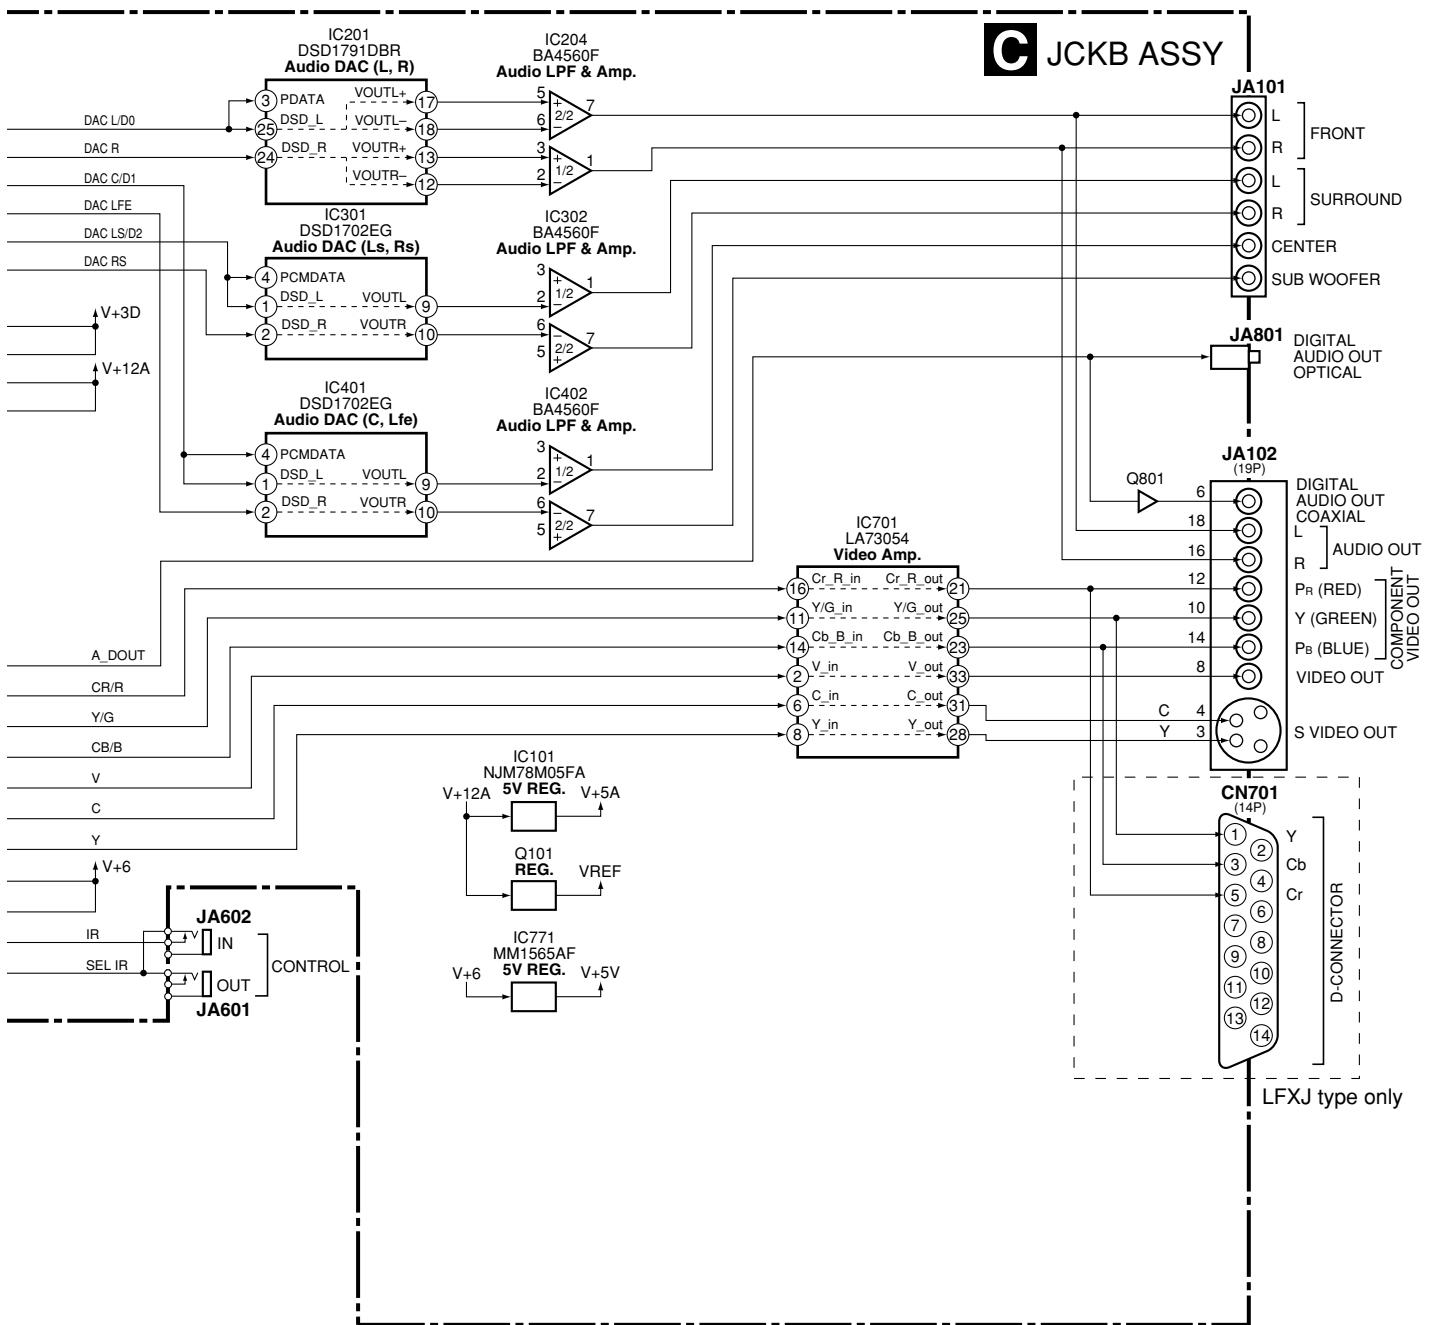 C JCKB ASSY
IC201
DSD1791DBR
Audio DAC (L, R)
3 PDATA VOUTL+ 17
25 DSD_L VOUTL– 18
24 DSD_R VOUTR+ 13
VOUTR– 12
IC204
BA4560F
Audio LPF & Amp.
5 + 2/2 7
6 –
3 + 1/2 1
2 –
DAC L/D0
DAC R
DAC C/D1
DAC LFE
DAC LS/D2
DAC RS
V+3D
V+12A
IC301
DSD1702EG
Audio DAC (Ls, Rs)
4 PCMDATA
1 DSD_L VOUTL 9
2 DSD_R VOUTR 10
IC302
BA4560F
Audio LPF & Amp.
3 + 1/2 1
2 –
6 – 2/2 7
5 +
IC401
DSD1702EG
Audio DAC (C, Lfe)
4 PCMDATA
1 DSD_L VOUTL 9
2 DSD_R VOUTR 10
IC402
BA4560F
Audio LPF & Amp.
3 + 1/2 1
2 –
6 – 2/2 7
5 +
JA101
L
R
FRONT
L
R
SURROUND
CENTER
SUB WOOFER
JA801
DIGITAL
AUDIO OUT
OPTICAL
JA102
(19P)
Q801
6 DIGITAL
AUDIO OUT
COAXIAL
18 L
16 R
AUDIO OUT
12 PR (RED)
10 Y (GREEN)
14 PB (BLUE)
COMPONENT
VIDEO OUT
8 VIDEO OUT
C 4
Y 3
S VIDEO OUT
IC701
LA73054
Video Amp.
16 Cr_R_in Cr_R_out 21
11 Y/G_in Y/G_out 25
14 Cb_B_in Cb_B_out 23
2 V_in V_out 33
6 C_in C_out 31
8 Y_in Y_out 28
A_DOUT
CR/R
Y/G
CB/B
V
C
Y
V+6
IC101
NJM78M05FA
5V REG.
V+12A
V+5A
Q101
REG.
VREF
IC771
MM1565AF
5V REG.
V+6
V+5V
IR
SEL IR
JA602
IN
OUT
CONTROL
JA601
CN701
(14P)
1 Y
2
3 Cb
4
5 Cr
6
7
8
9
10
11
12
13
14
D-CONNECTOR
LFXJ type only